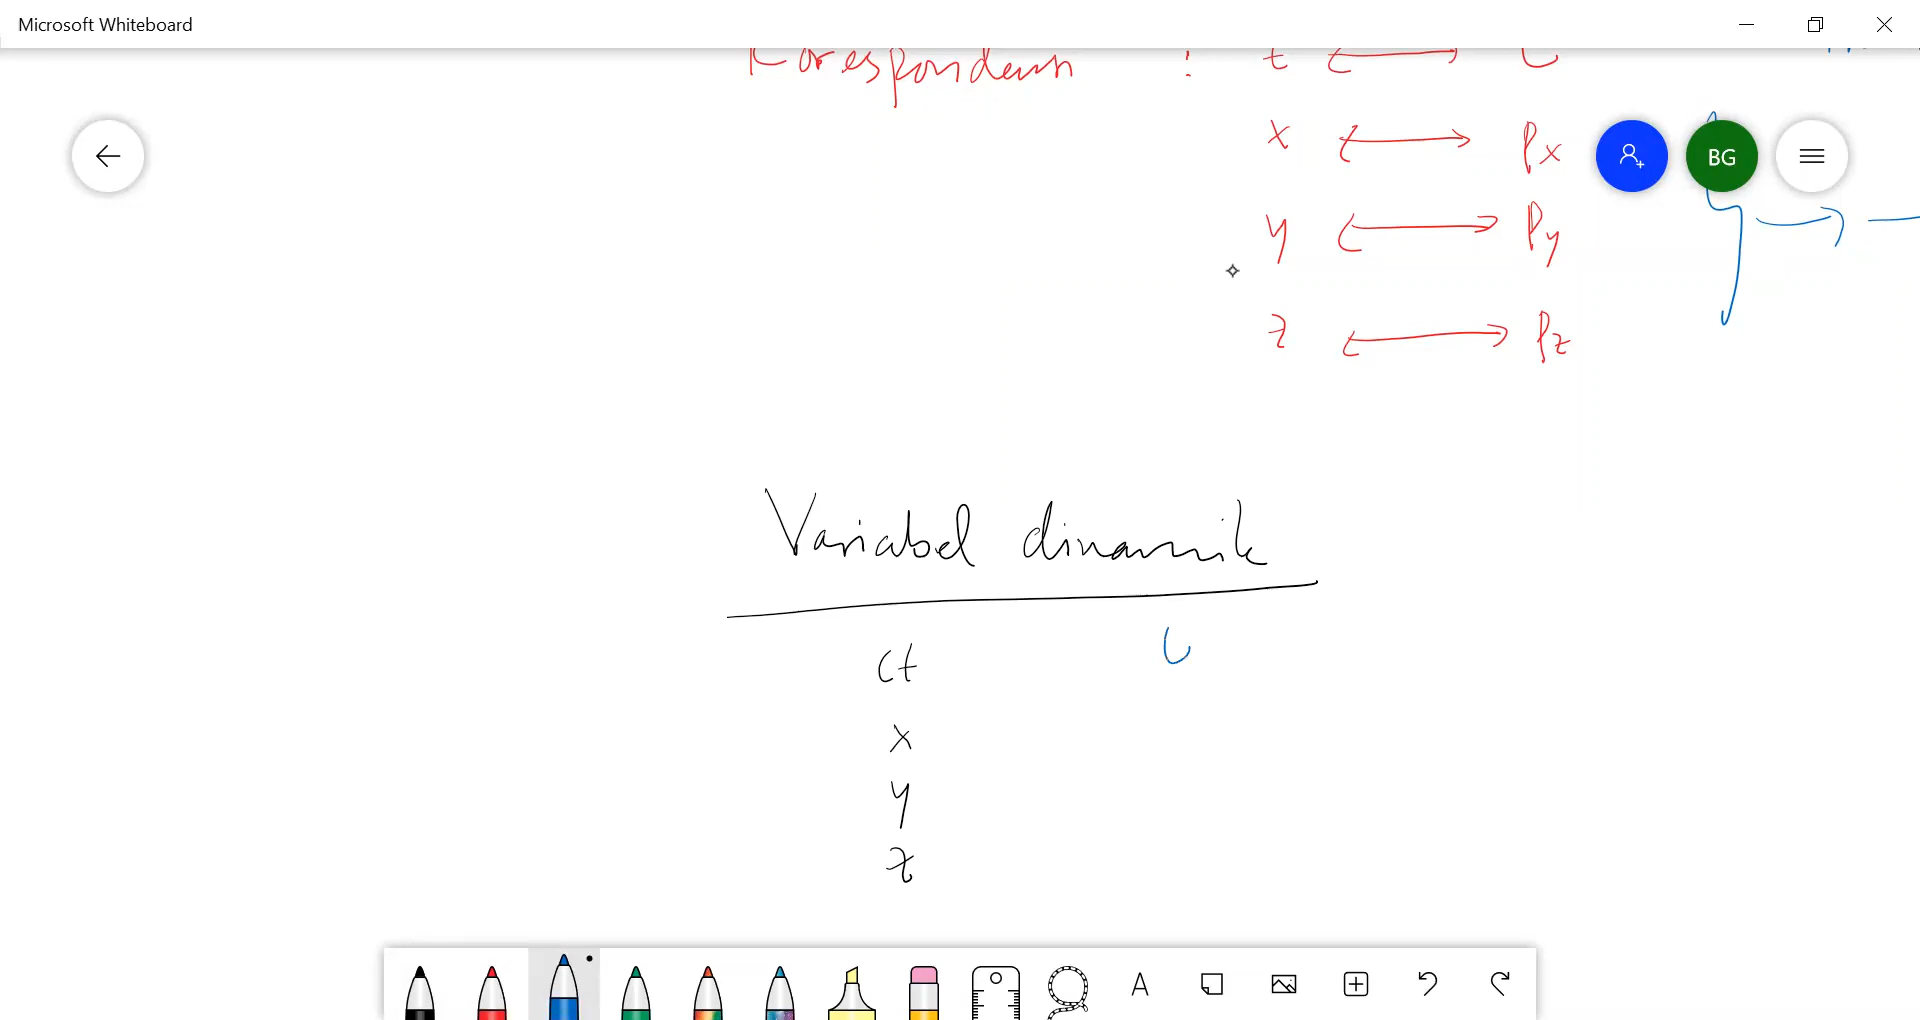 Microsoft Whiteboard
Korespondensi :
x ⟷ Px
BG
y ⟷ Py
z ⟷ Pz
Variabel dinamik
ct
x
y
z
A